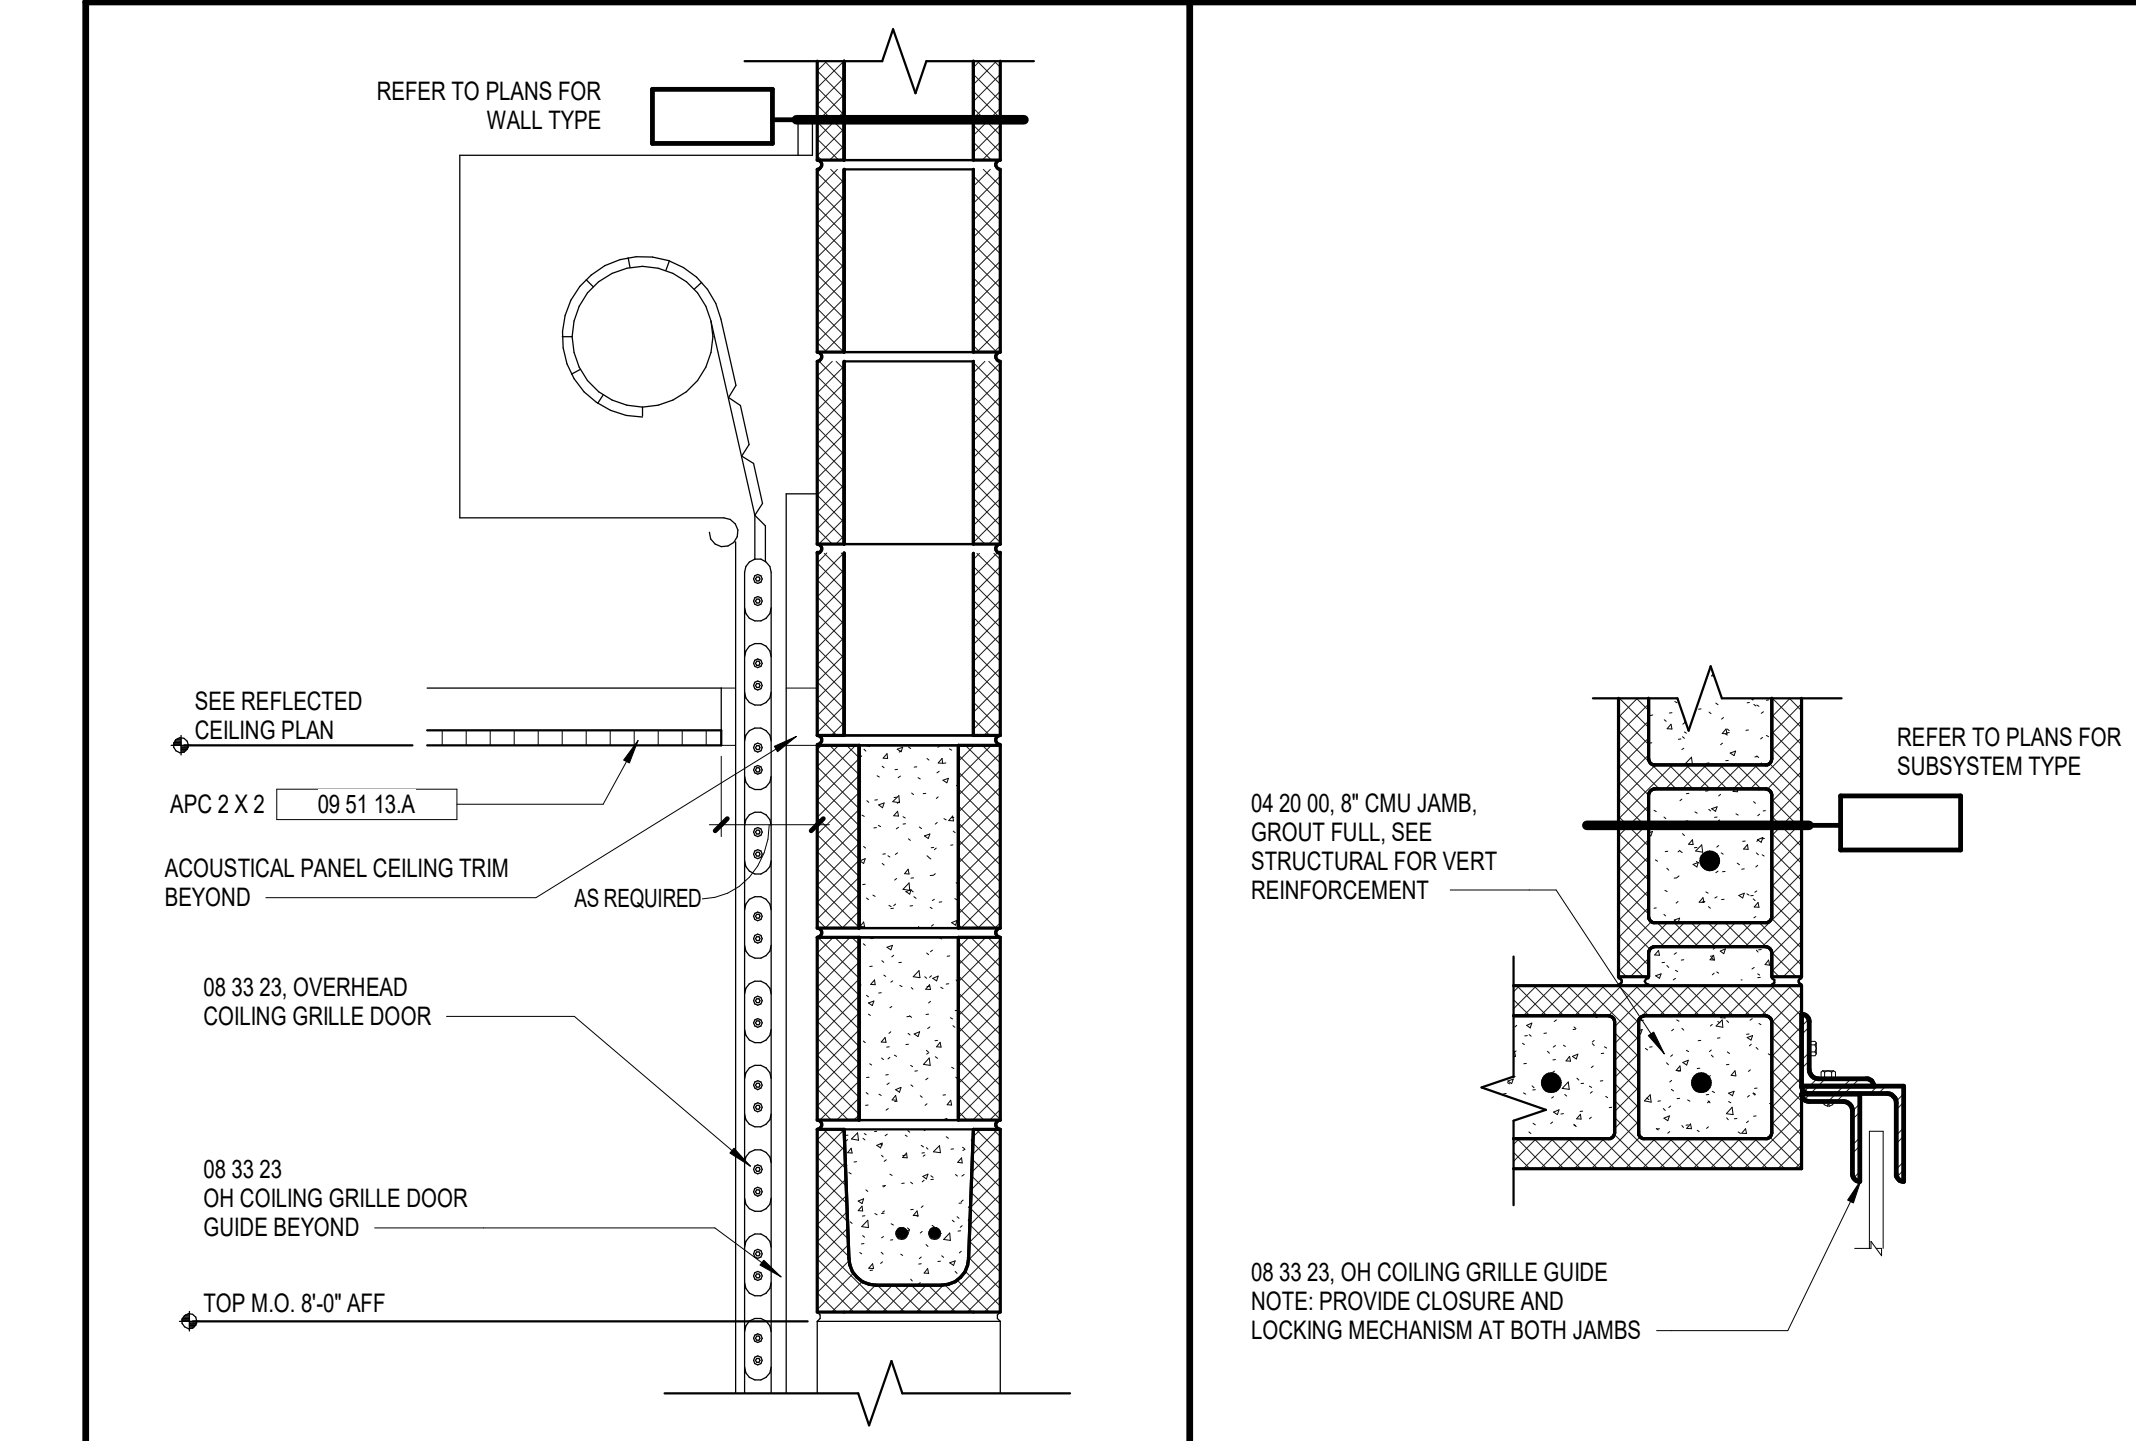 REFER TO PLANS FOR
WALL TYPE
SEE REFLECTED
CEILING PLAN
APC 2 X 2 09 51 13.A
ACOUSTICAL PANEL CEILING TRIM
BEYOND
AS REQUIRED
08 33 23, OVERHEAD
COILING GRILLE DOOR
08 33 23
OH COILING GRILLE DOOR
GUIDE BEYOND
TOP M.O. 8'-0" AFF
REFER TO PLANS FOR
SUBSYSTEM TYPE
04 20 00, 8" CMU JAMB,
GROUT FULL, SEE
STRUCTURAL FOR VERT
REINFORCEMENT
08 33 23, OH COILING GRILLE GUIDE
NOTE: PROVIDE CLOSURE AND
LOCKING MECHANISM AT BOTH JAMBS